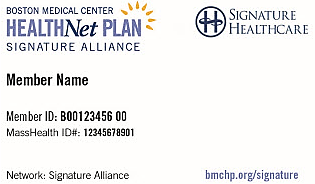 BOSTON MEDICAL CENTER
HEALTHNet PLAN
SIGNATURE ALLIANCE
SIGNATURE
HEALTHCARE
Member Name
Member ID: B00123456 00
MassHealth ID#: 12345678901
Network: Signature Alliance
bmchp.org/signature